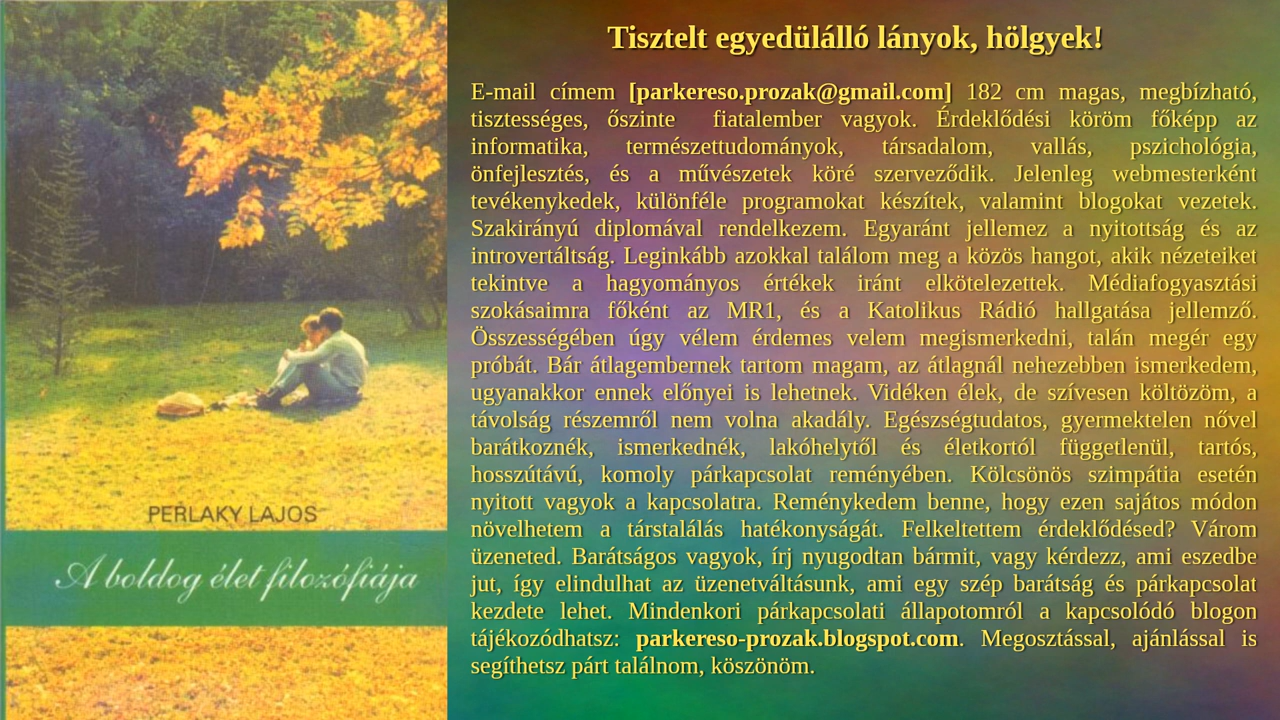 PERLAKY LAJOS
A boldog élet filozófiája
Tisztelt egyedülálló lányok, hölgyek!
E-mail címem [parkereso.prozak@gmail.com] 182 cm magas, megbízható,
tisztességes, őszinte fiatalember vagyok. Érdeklődési köröm főképp az
informatika, természettudományok, társadalom, vallás, pszichológia,
önfejlesztés, és a művészetek köré szerveződik. Jelenleg webmesterként
tevékenykedek, különféle programokat készítek, valamint blogokat vezetek.
Szakirányú diplomával rendelkezem. Egyaránt jellemez a nyitottság és az
introvertáltság. Leginkább azokkal találom meg a közös hangot, akik nézeteiket
tekintve a hagyományos értékek iránt elkötelezettek. Médiafogyasztási
szokásaimra főként az MR1, és a Katolikus Rádió hallgatása jellemző.
Összességében úgy vélem érdemes velem megismerkedni, talán megér egy
próbát. Bár átlagembernek tartom magam, az átlagnál nehezebben ismerkedem,
ugyanakkor ennek előnyei is lehetnek. Vidéken élek, de szívesen költözöm, a
távolság részemről nem volna akadály. Egészségtudatos, gyermektelen nővel
barátkoznék, ismerkednék, lakóhelytől és életkortól függetlenül, tartós,
hosszútávú, komoly párkapcsolat reményében. Kölcsönös szimpátia esetén
nyitott vagyok a kapcsolatra. Reménykedem benne, hogy ezen sajátos módon
növelhetem a társtalálás hatékonyságát. Felkeltettem érdeklődésed? Várom
üzeneted. Barátságos vagyok, írj nyugodtan bármit, vagy kérdezz, ami eszedbe
jut, így elindulhat az üzenetváltásunk, ami egy szép barátság és párkapcsolat
kezdete lehet. Mindenkori párkapcsolati állapotomról a kapcsolódó blogon
tájékozódhatsz: parkereso-prozak.blogspot.com. Megosztással, ajánlással is
segíthetsz párt találnom, köszönöm.